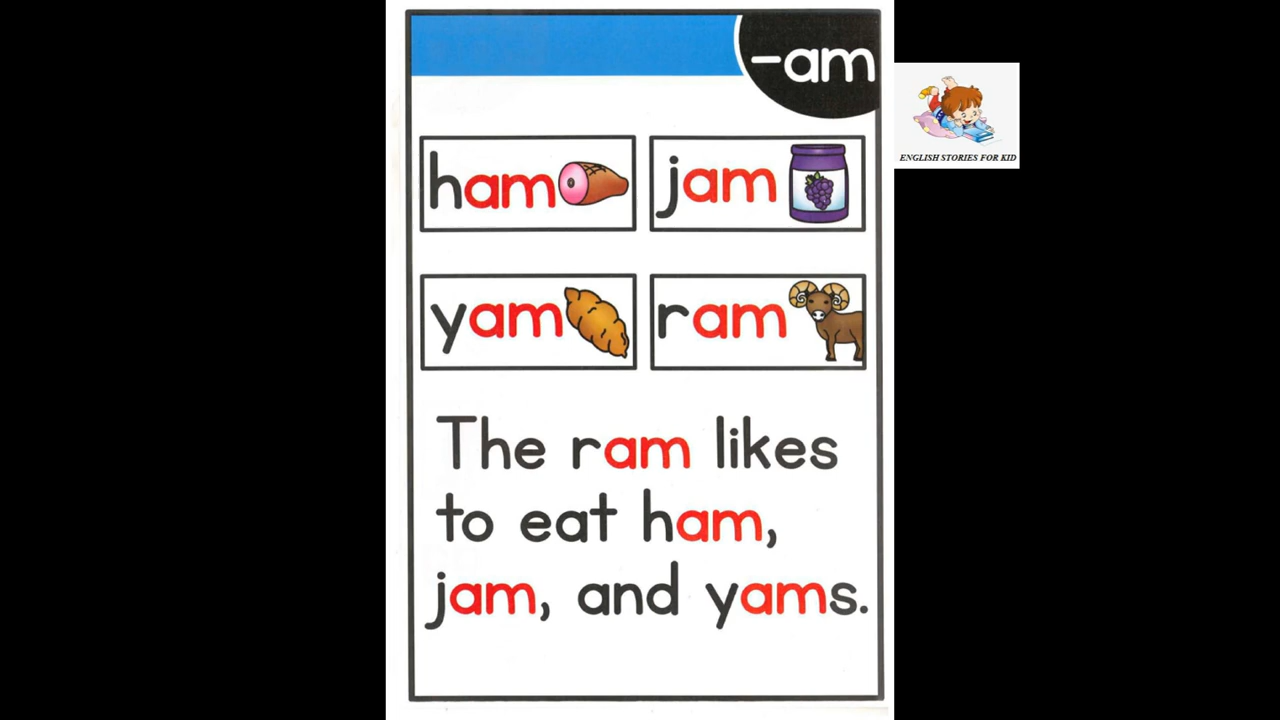 -am
ENGLISH STORIES FOR KID
ham
jam
yam
ram
The ram likes
to eat ham,
jam, and yams.